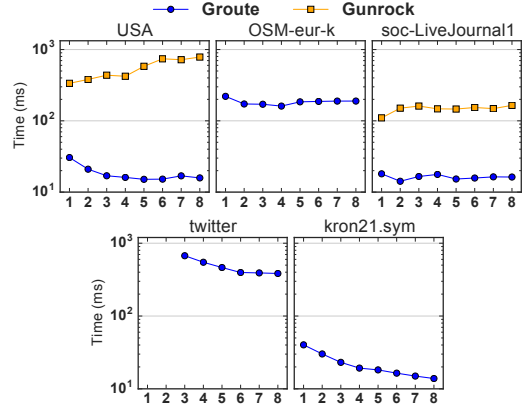 Groute Gunrock
USA OSM-eur-k soc-LiveJournal1
Time (ms)
10³
10²
10¹
1 2 3 4 5 6 7 8 1 2 3 4 5 6 7 8 1 2 3 4 5 6 7 8
twitter kron21.sym
Time (ms)
10³
10²
10¹
1 2 3 4 5 6 7 8 1 2 3 4 5 6 7 8